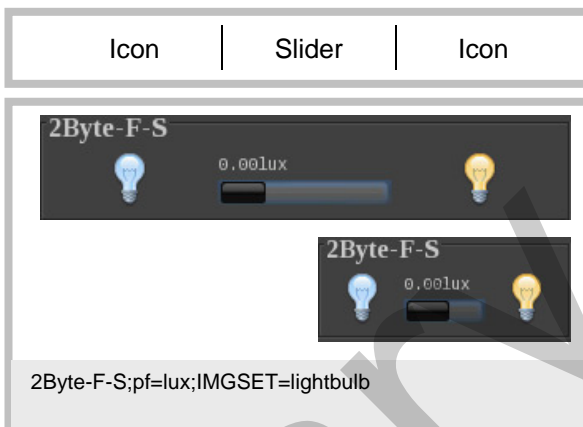 Icon Slider Icon
2Byte-F-S
0.00lux
2Byte-F-S
0.00lux
2Byte-F-S;pf=lux;IMGSET=lightbulb